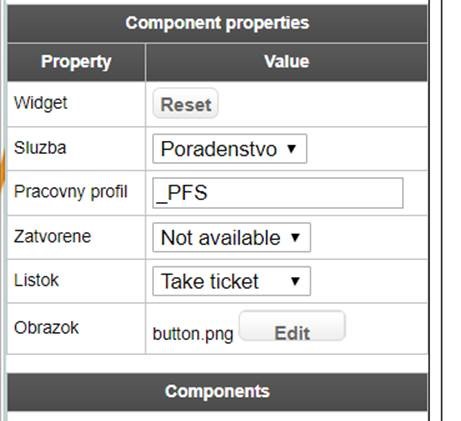 Component properties
Property Value
Widget Reset
Sluzba Poradenstvo
Pracovny profil _PFS
Zatvorene Not available
Listok Take ticket
Obrazok button.png Edit
Components